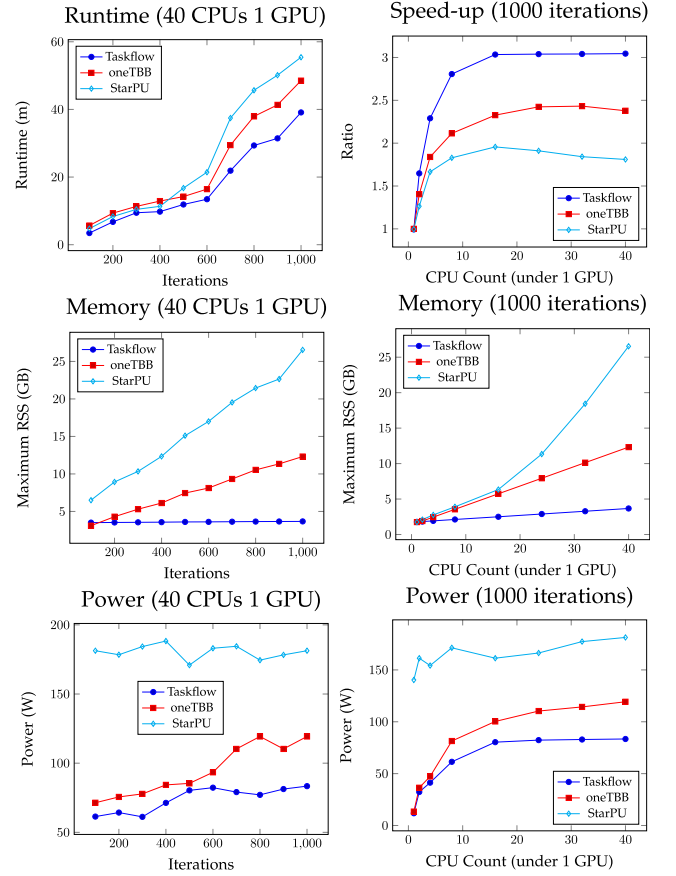 Runtime (40 CPUs 1 GPU)
60
40
20
0
Runtime (m)
Taskflow
oneTBB
StarPU
200
400
600
800
1,000
Iterations
Speed-up (1000 iterations)
3
2.5
2
1.5
1
Ratio
Taskflow
oneTBB
StarPU
0
10
20
30
40
CPU Count (under 1 GPU)
Memory (40 CPUs 1 GPU)
25
20
15
10
5
Maximum RSS (GB)
Taskflow
oneTBB
StarPU
200
400
600
800
1,000
Iterations
Memory (1000 iterations)
25
20
15
10
5
0
Maximum RSS (GB)
Taskflow
oneTBB
StarPU
0
10
20
30
40
CPU Count (under 1 GPU)
Power (40 CPUs 1 GPU)
200
150
100
50
Power (W)
Taskflow
oneTBB
StarPU
200
400
600
800
1,000
Iterations
Power (1000 iterations)
150
100
50
0
Power (W)
Taskflow
oneTBB
StarPU
0
10
20
30
40
CPU Count (under 1 GPU)